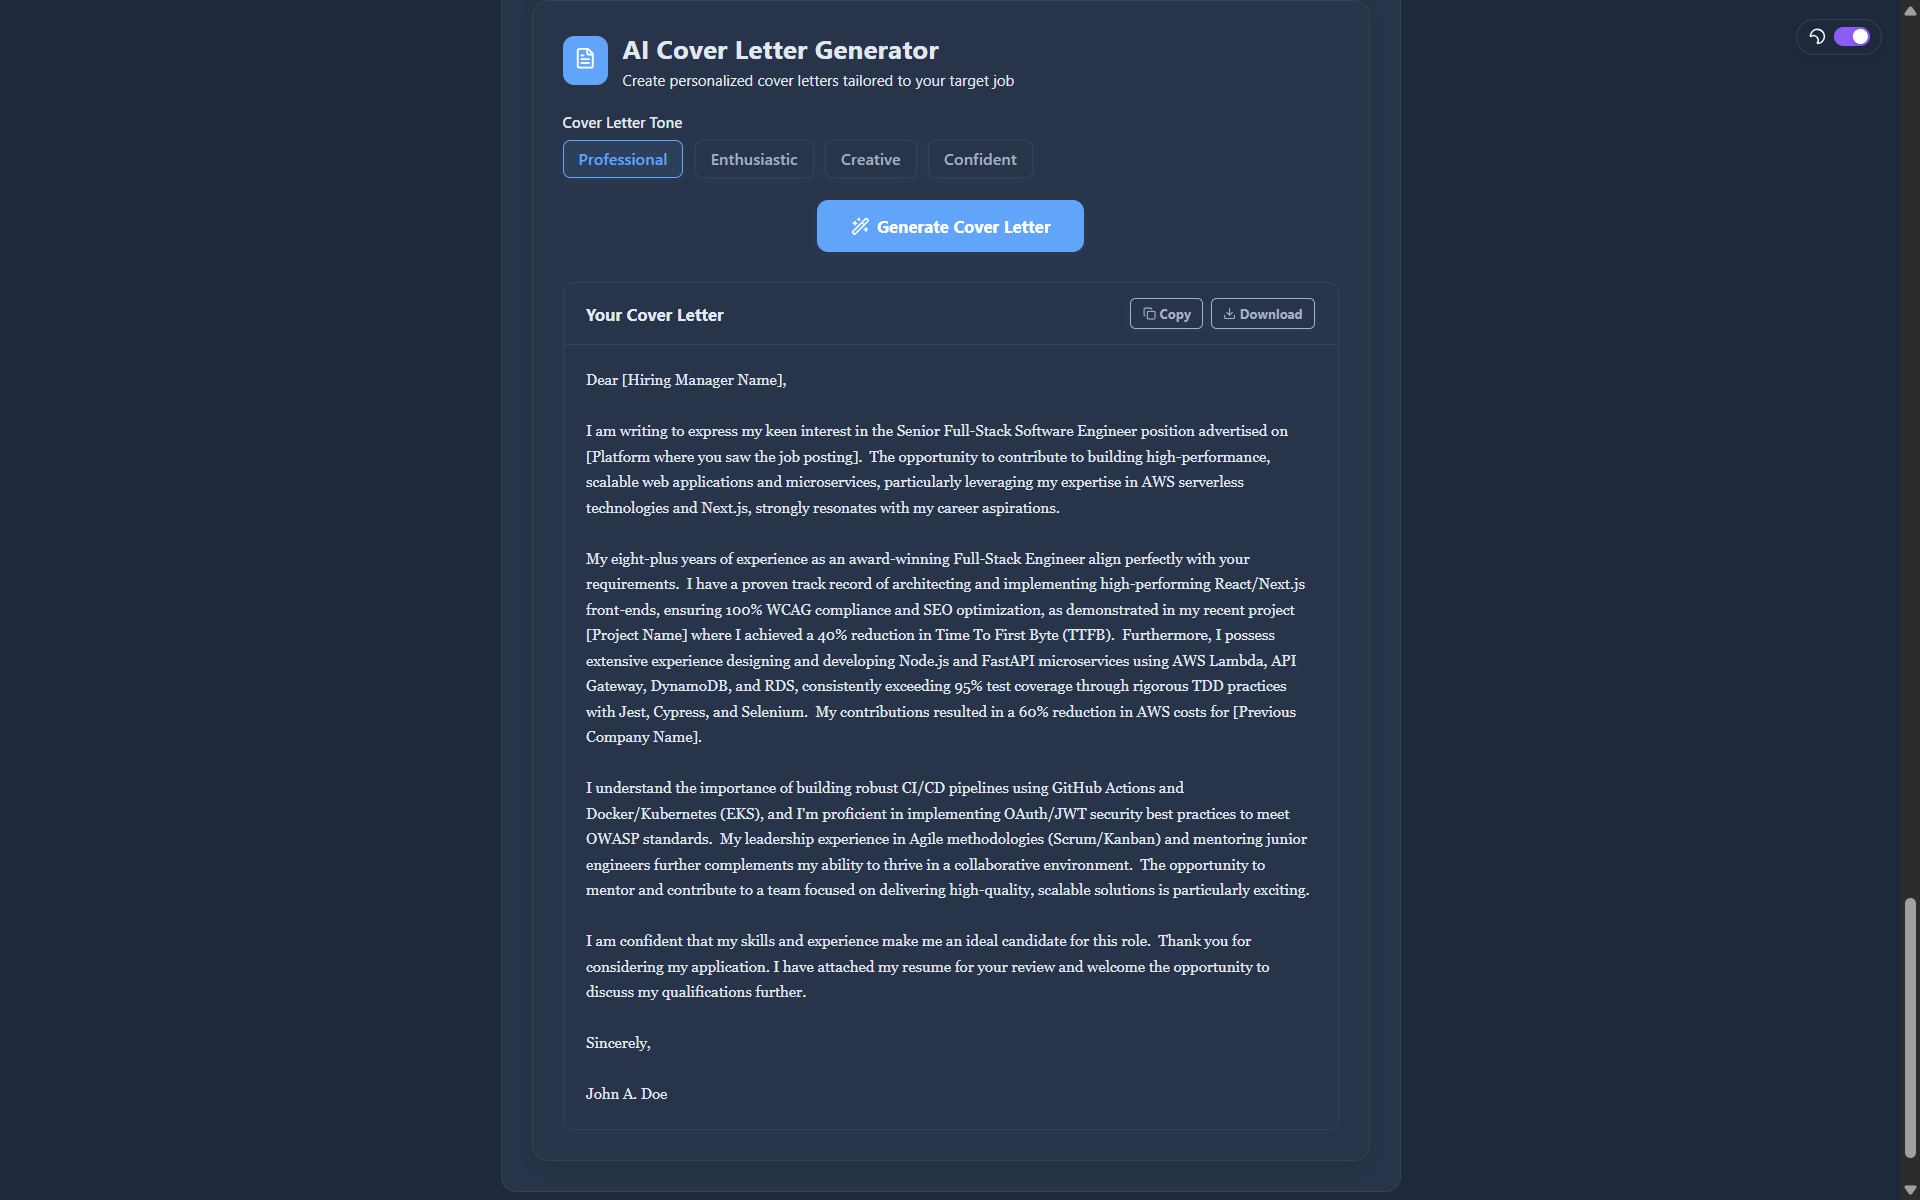 AI Cover Letter Generator
Create personalized cover letters tailored to your target job
Cover Letter Tone
Professional Enthusiastic Creative Confident
Generate Cover Letter
Your Cover Letter Copy Download
Dear [Hiring Manager Name],
I am writing to express my keen interest in the Senior Full-Stack Software Engineer position advertised on
[Platform where you saw the job posting].  The opportunity to contribute to building high-performance,
scalable web applications and microservices, particularly leveraging my expertise in AWS serverless
technologies and Next.js, strongly resonates with my career aspirations.
My eight-plus years of experience as an award-winning Full-Stack Engineer align perfectly with your
requirements.  I have a proven track record of architecting and implementing high-performing React/Next.js
front-ends, ensuring 100% WCAG compliance and SEO optimization, as demonstrated in my recent project
[Project Name] where I achieved a 40% reduction in Time To First Byte (TTFB).  Furthermore, I possess
extensive experience designing and developing Node.js and FastAPI microservices using AWS Lambda, API
Gateway, DynamoDB, and RDS, consistently exceeding 95% test coverage through rigorous TDD practices
with Jest, Cypress, and Selenium.  My contributions resulted in a 60% reduction in AWS costs for [Previous
Company Name].
I understand the importance of building robust CI/CD pipelines using GitHub Actions and
Docker/Kubernetes (EKS), and I'm proficient in implementing OAuth/JWT security best practices to meet
OWASP standards.  My leadership experience in Agile methodologies (Scrum/Kanban) and mentoring junior
engineers further complements my ability to thrive in a collaborative environment.  The opportunity to
mentor and contribute to a team focused on delivering high-quality, scalable solutions is particularly exciting.
I am confident that my skills and experience make me an ideal candidate for this role.  Thank you for
considering my application. I have attached my resume for your review and welcome the opportunity to
discuss my qualifications further.
Sincerely,
John A. Doe